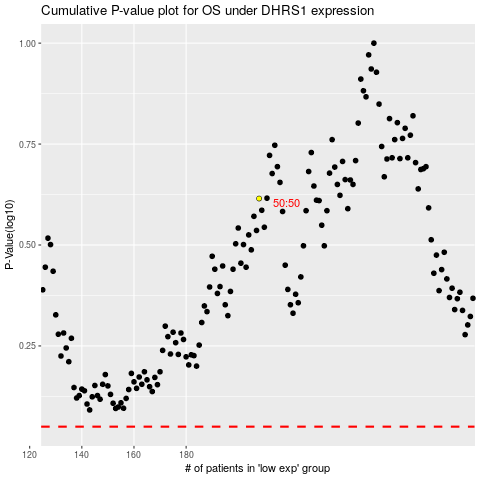 Cumulative P-value plot for OS under DHRS1 expression
P-Value(log10)
1.00
0.75
0.50
0.25
50:50
120 140 160 180
# of patients in 'low exp' group